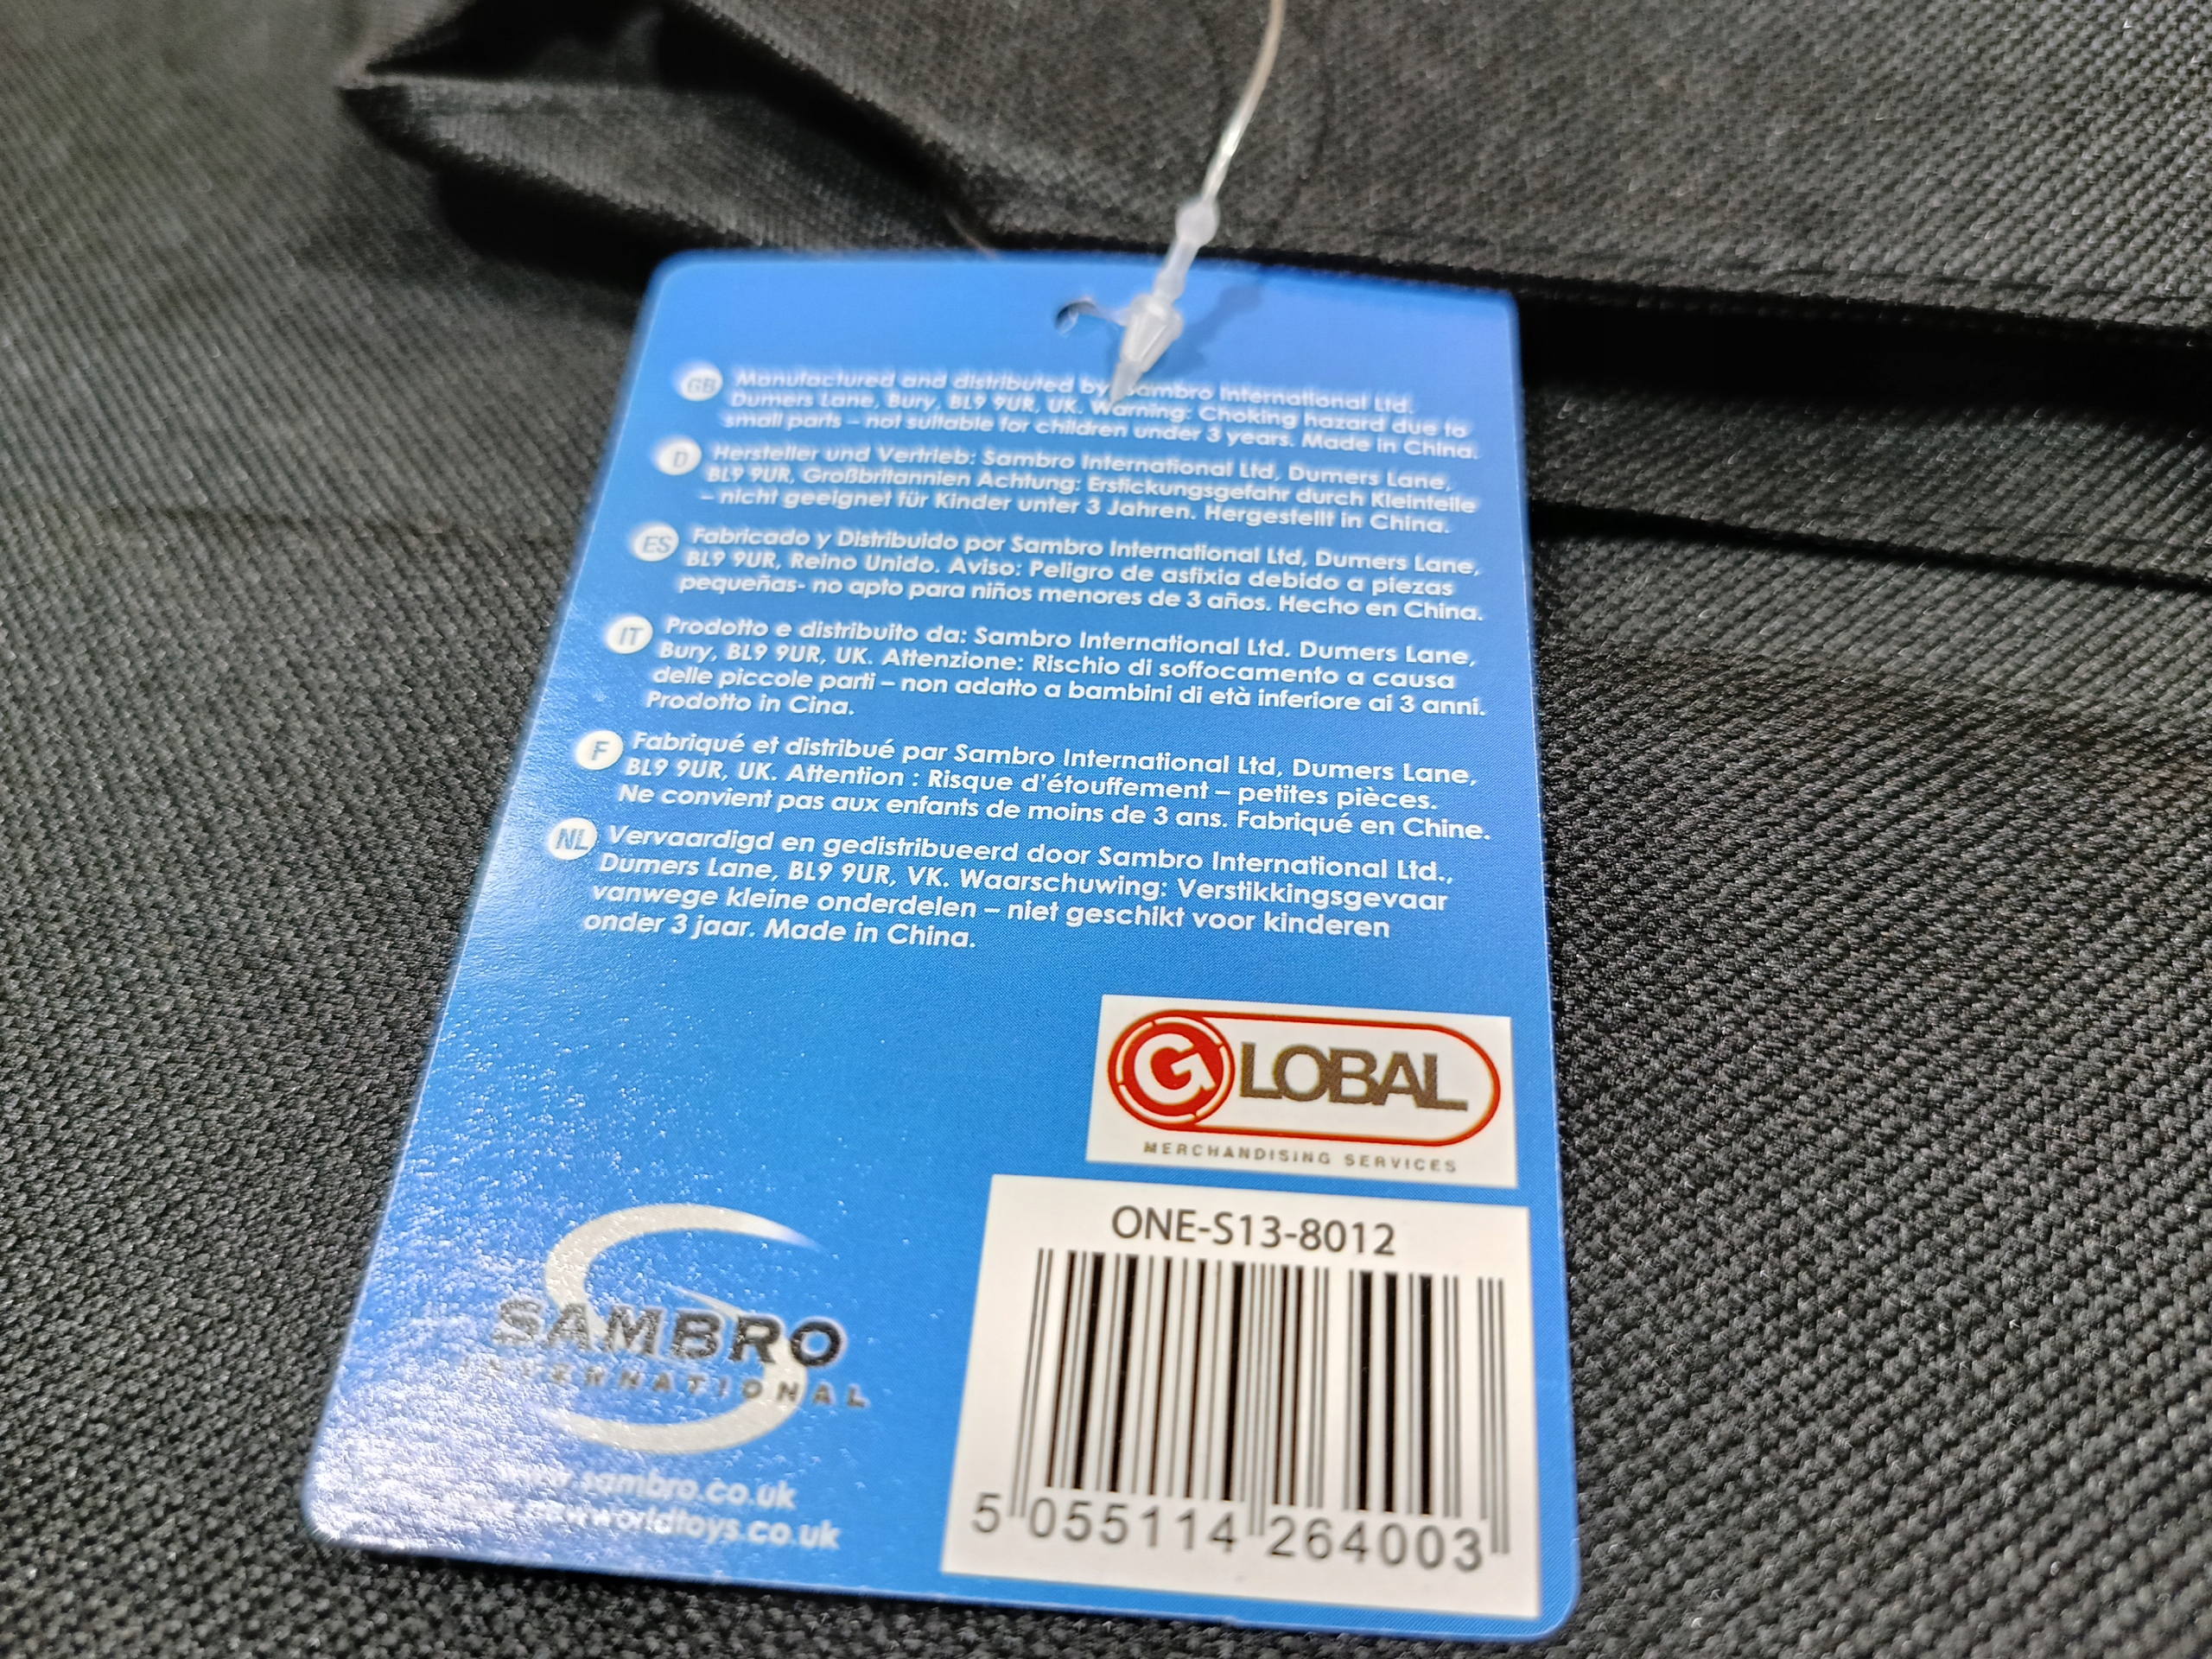 GB Manufactured and distributed by Sambro International Ltd.
Dumers Lane, Bury, BL9 9UR, UK. Warning: Choking hazard due to
small parts – not suitable for children under 3 years. Made in China.
D Hersteller und Vertrieb: Sambro International Ltd, Dumers Lane,
BL9 9UR, Großbritannien Achtung: Erstickungsgefahr durch Kleinteile
– nicht geeignet für Kinder unter 3 Jahren. Hergestellt in China.
ES Fabricado y Distribuido por Sambro International Ltd, Dumers Lane,
BL9 9UR, Reino Unido. Aviso: Peligro de asfixia debido a piezas
pequeñas- no apto para niños menores de 3 años. Hecho en China.
IT Prodotto e distribuito da: Sambro International Ltd. Dumers Lane,
Bury, BL9 9UR, UK. Attenzione: Rischio di soffocamento a causa
delle piccole parti – non adatto a bambini di età inferiore ai 3 anni.
Prodotto in Cina.
F Fabriqué et distribué par Sambro International Ltd, Dumers Lane,
BL9 9UR, UK. Attention : Risque d'étouffement – petites pièces.
Ne convient pas aux enfants de moins de 3 ans. Fabriqué en Chine.
NL Vervaardigd en gedistribueerd door Sambro International Ltd.,
Dumers Lane, BL9 9UR, VK. Waarschuwing: Verstikkingsgevaar
vanwege kleine onderdelen – niet geschikt voor kinderen
onder 3 jaar. Made in China.
GLOBAL
MERCHANDISING SERVICES
ONE-S13-8012
5 055114 264003
SAMBRO
INTERNATIONAL
www.sambro.co.uk